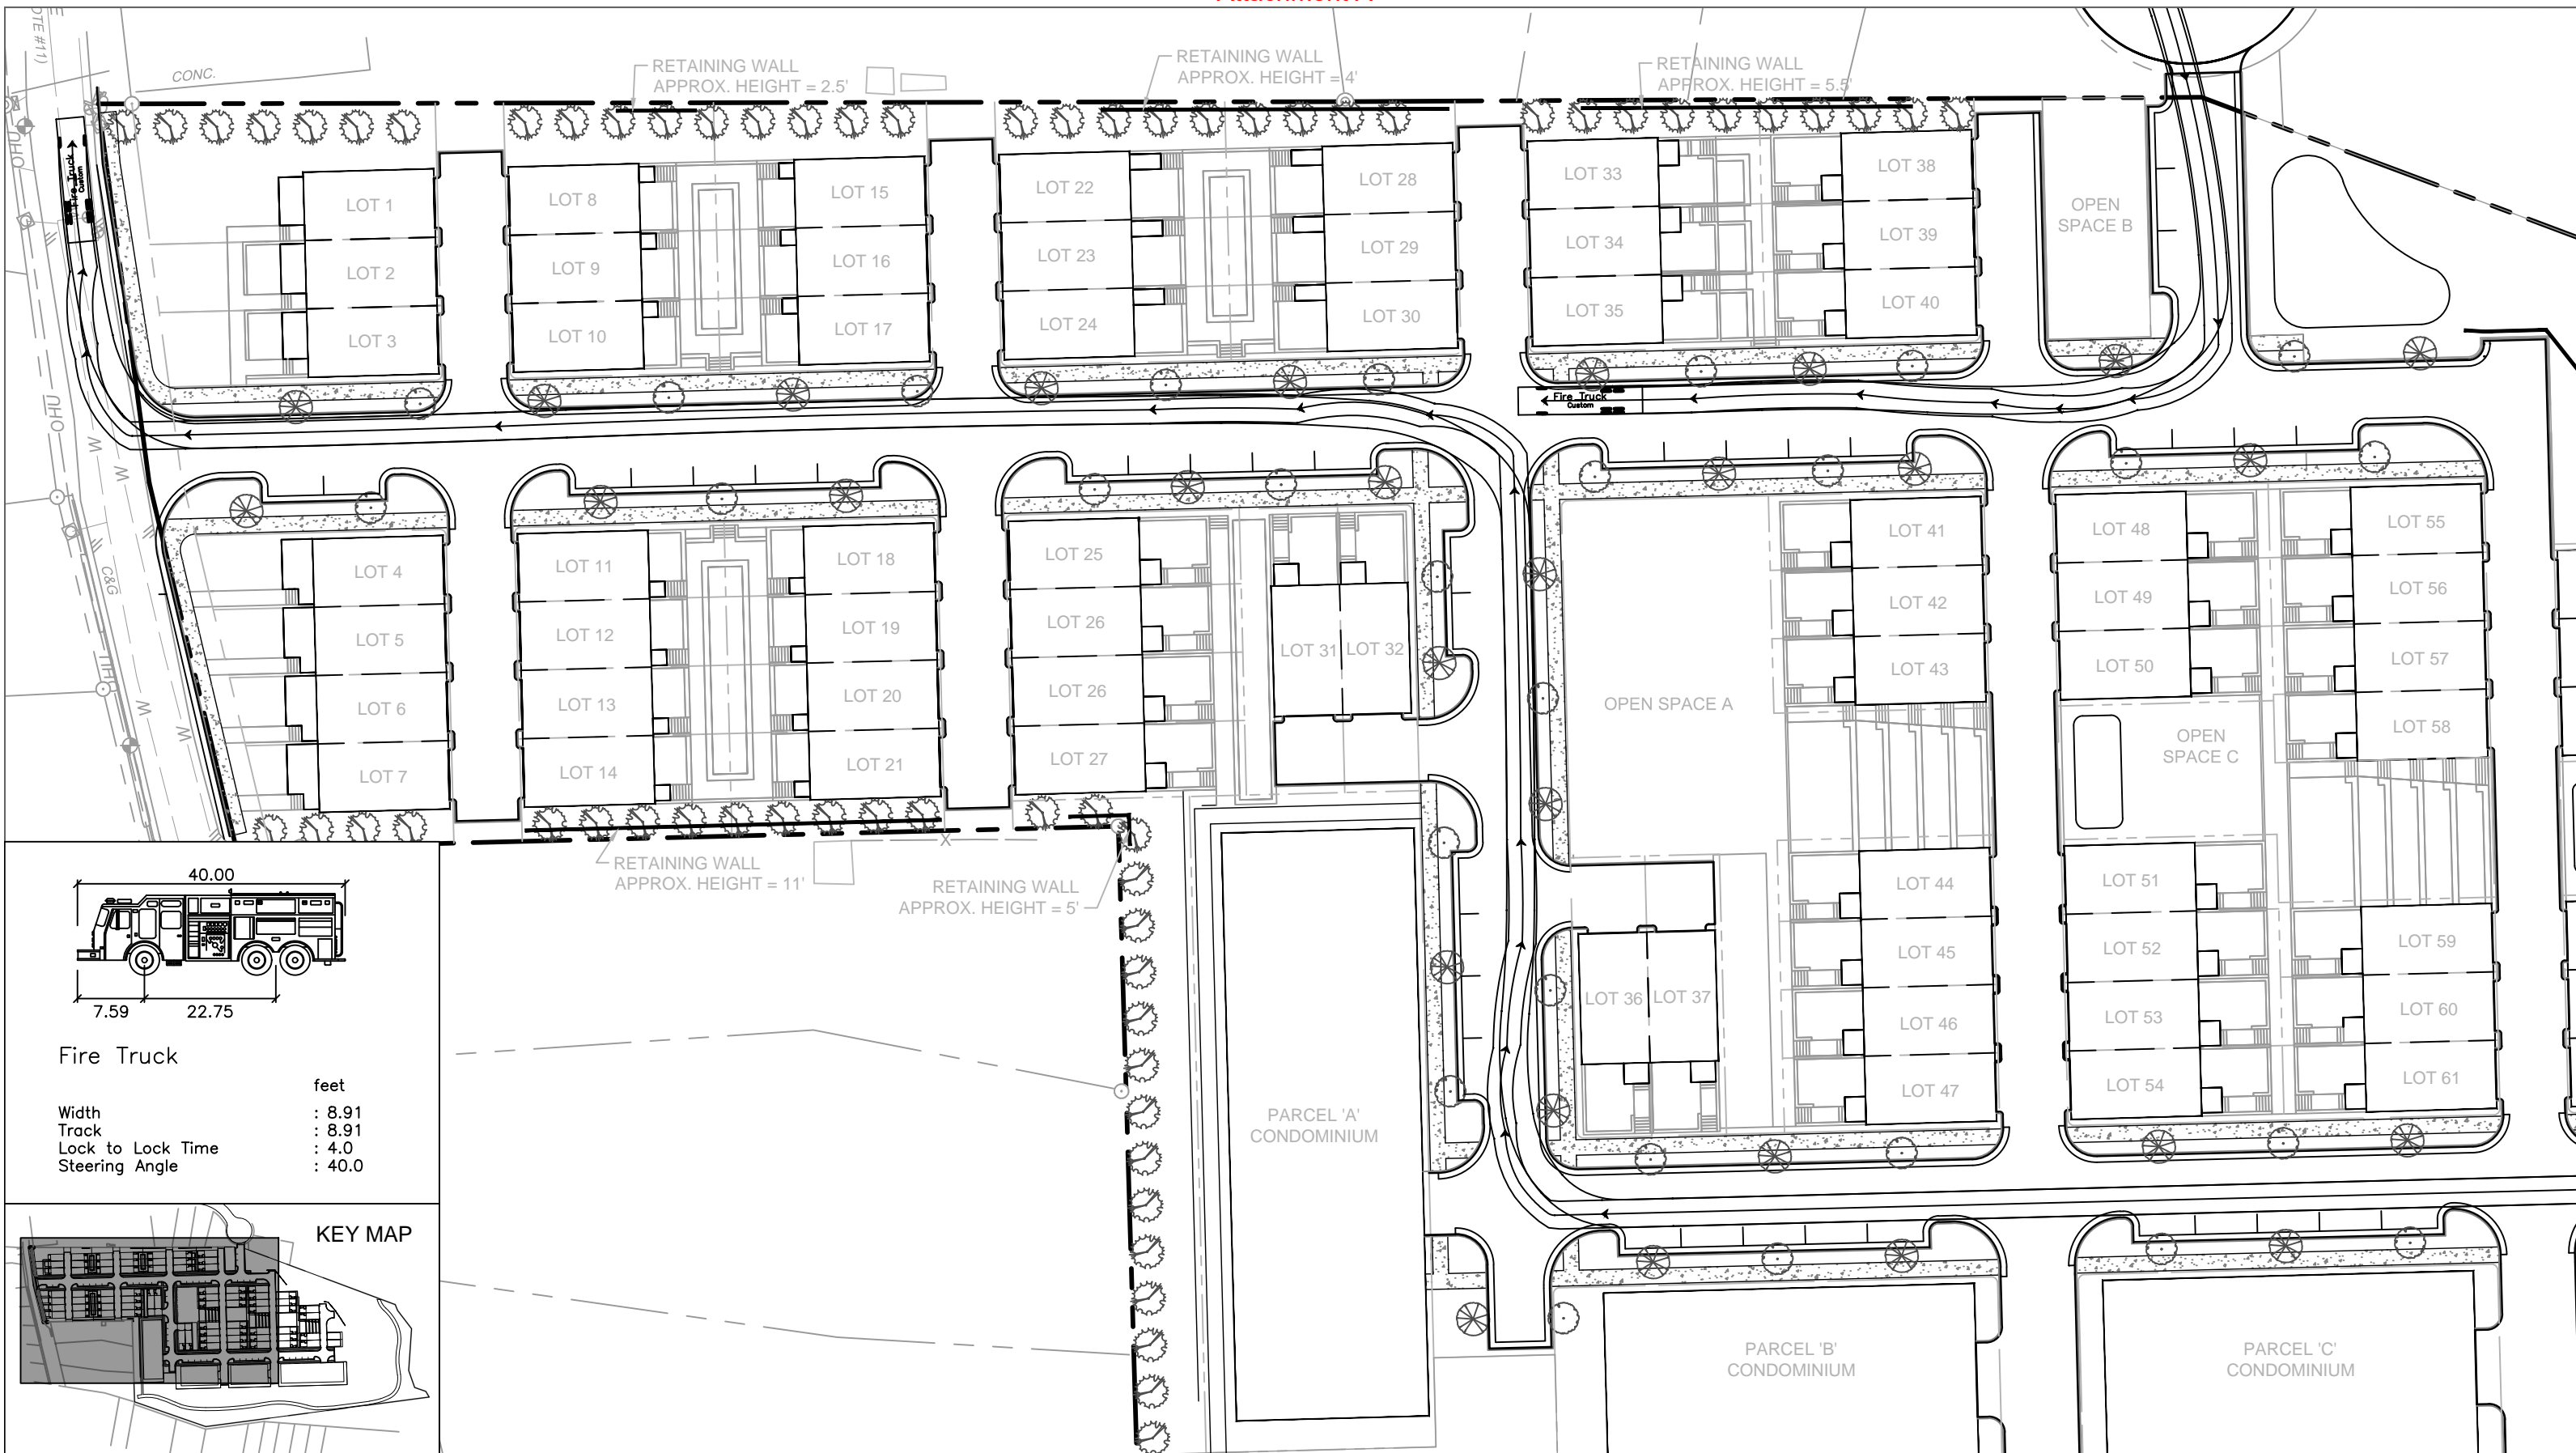 OTE #11)
CONC.
RETAINING WALL
APPROX. HEIGHT = 2.5'
RETAINING WALL
APPROX. HEIGHT = 4'
RETAINING WALL
APPROX. HEIGHT = 5.5'
OHU
Fire Truck
Custom
LOT 1
LOT 2
LOT 3
LOT 8
LOT 9
LOT 10
LOT 15
LOT 16
LOT 17
LOT 22
LOT 23
LOT 24
LOT 28
LOT 29
LOT 30
LOT 33
LOT 34
LOT 35
LOT 38
LOT 39
LOT 40
OPEN
SPACE B
Fire Truck
Custom
OHU
W
W
C&G
W
W
LOT 4
LOT 5
LOT 6
LOT 7
LOT 11
LOT 12
LOT 13
LOT 14
LOT 18
LOT 19
LOT 20
LOT 21
LOT 25
LOT 26
LOT 26
LOT 27
LOT 31
LOT 32
OPEN SPACE A
LOT 41
LOT 42
LOT 43
LOT 48
LOT 49
LOT 50
OPEN
SPACE C
LOT 55
LOT 56
LOT 57
LOT 58
RETAINING WALL
APPROX. HEIGHT = 11'
X
RETAINING WALL
APPROX. HEIGHT = 5'
LOT 36
LOT 37
LOT 44
LOT 45
LOT 46
LOT 47
LOT 51
LOT 52
LOT 53
LOT 54
LOT 59
LOT 60
LOT 61
PARCEL 'A'
CONDOMINIUM
PARCEL 'B'
CONDOMINIUM
PARCEL 'C'
CONDOMINIUM
40.00
7.59 22.75
Fire Truck
feet
Width : 8.91
Track : 8.91
Lock to Lock Time : 4.0
Steering Angle : 40.0
KEY MAP